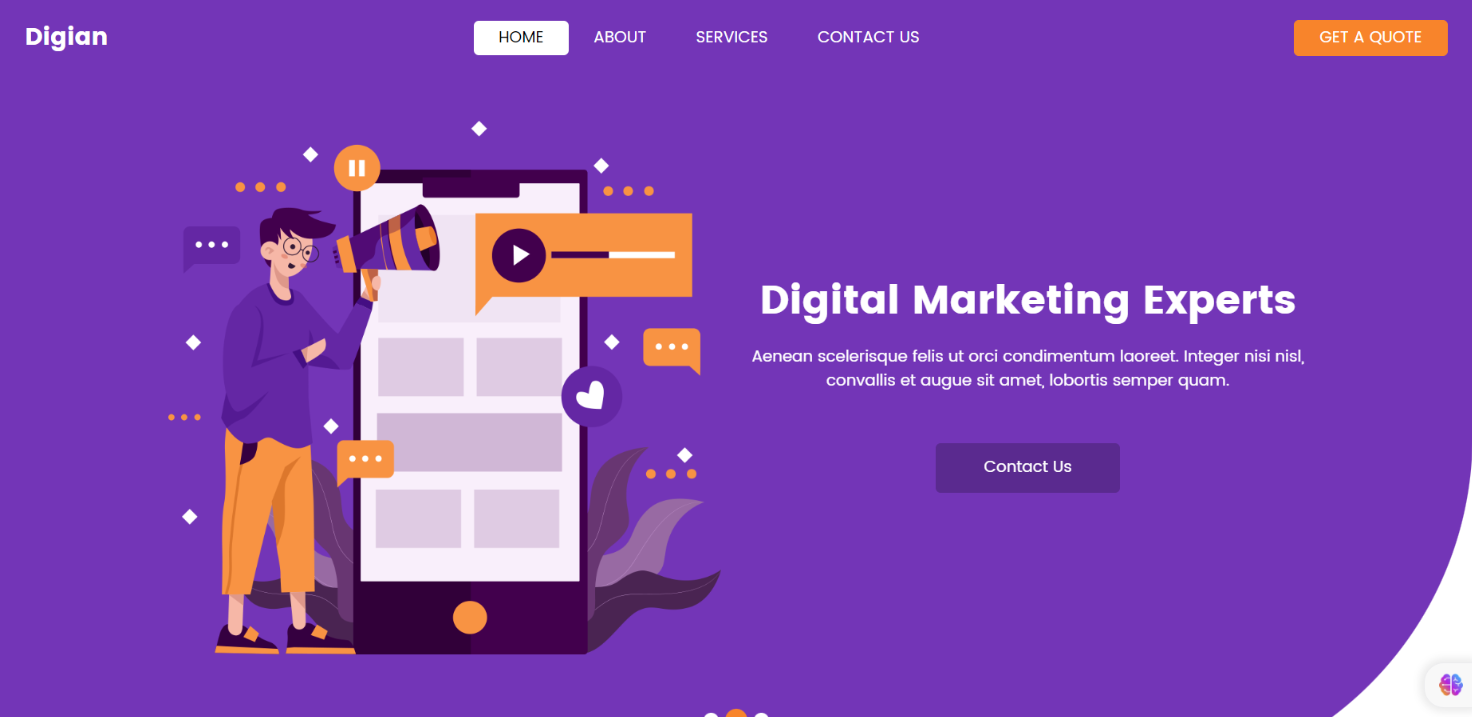 Digian
HOME
ABOUT
SERVICES
CONTACT US
GET A QUOTE
Digital Marketing Experts
Aenean scelerisque felis ut orci condimentum laoreet. Integer nisi nisl,
convallis et augue sit amet, lobortis semper quam.
Contact Us